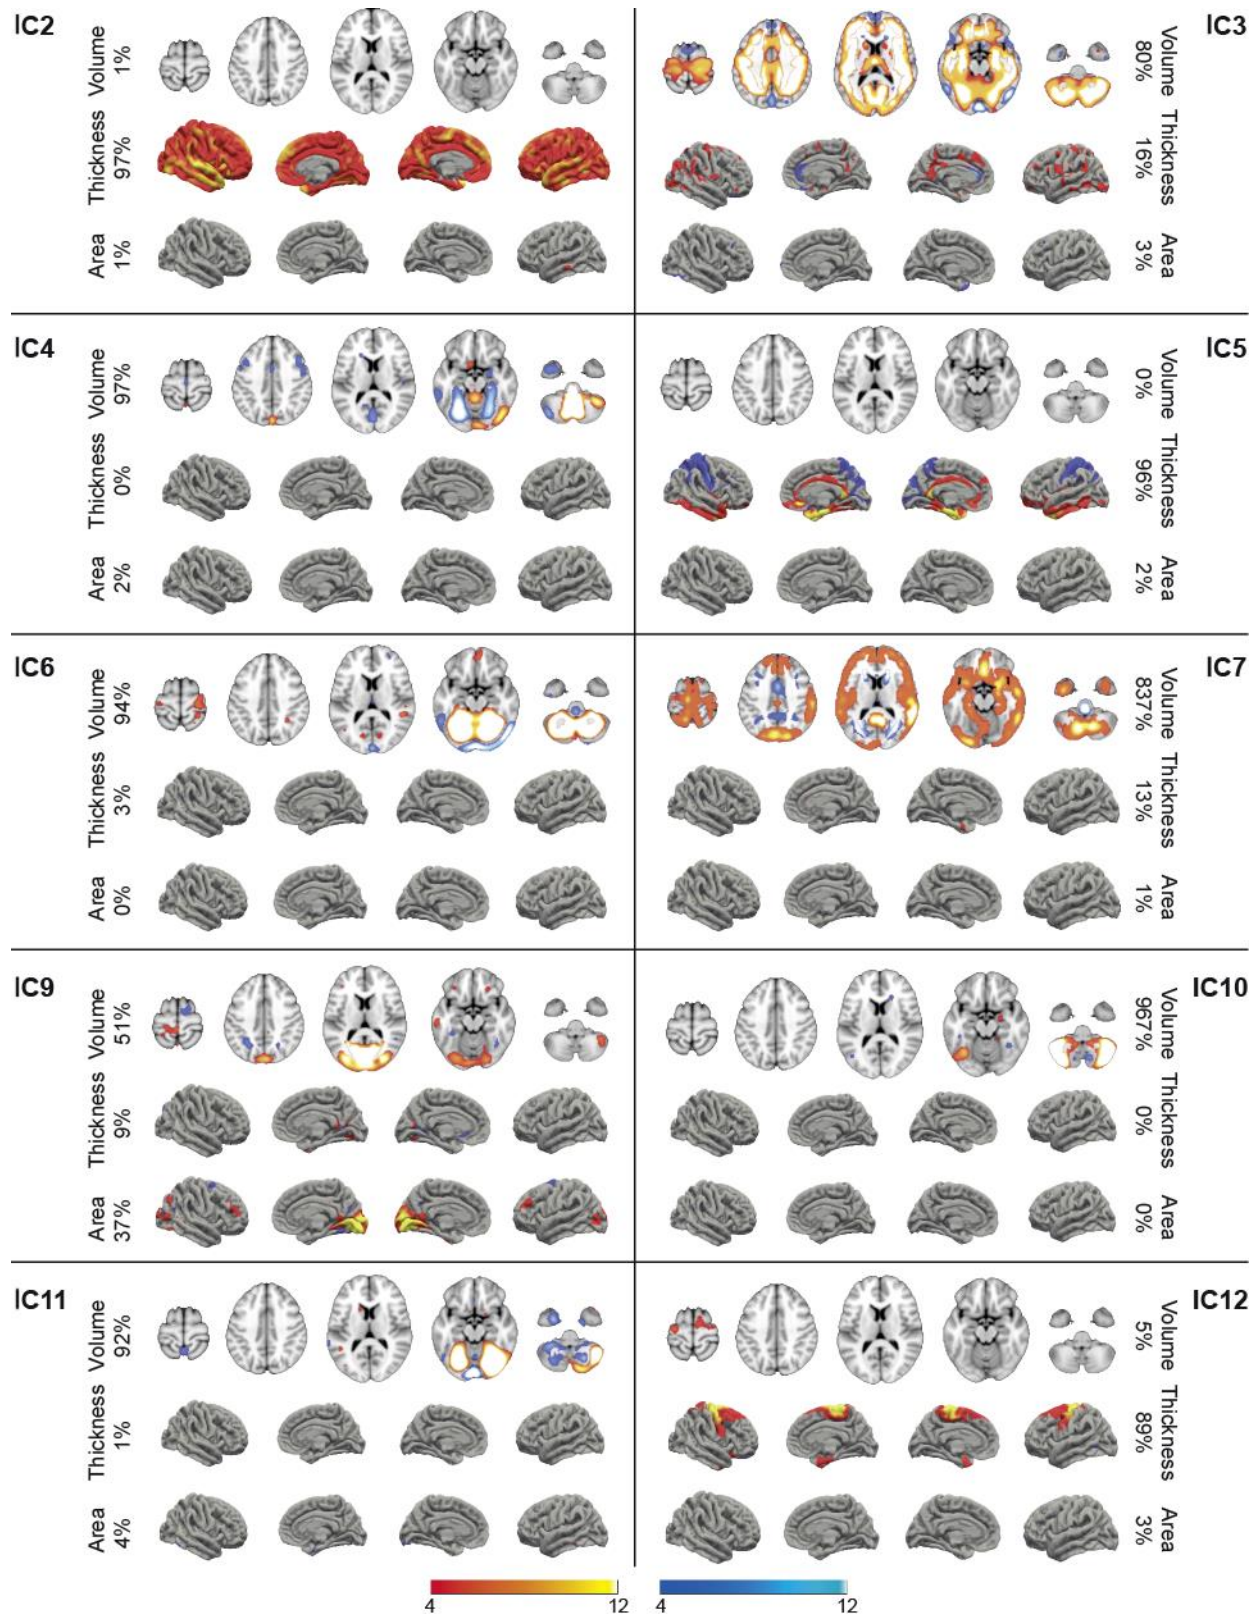 IC2
Volume
1%
Thickness
97%
Area
1%
IC3
Volume
80%
Thickness
16%
Area
3%
IC4
Volume
97%
Thickness
0%
Area
2%
IC5
Volume
0%
Thickness
96%
Area
2%
IC6
Volume
94%
Thickness
3%
Area
0%
IC7
Volume
837%
Thickness
13%
Area
1%
IC9
Volume
51%
Thickness
9%
Area
37%
IC10
Volume
967%
Thickness
0%
Area
0%
IC11
Volume
92%
Thickness
1%
Area
4%
IC12
Volume
5%
Thickness
89%
Area
3%
4 12 4 12